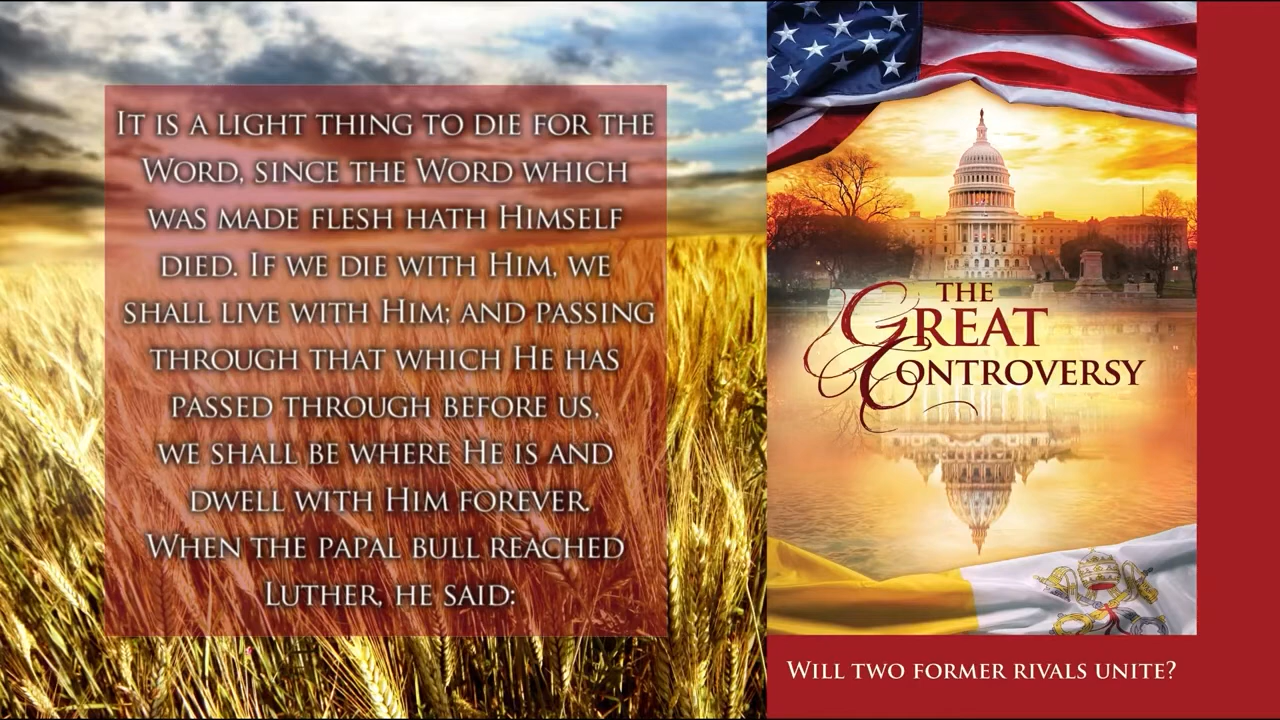 It is a light thing to die for the
Word, since the Word which
was made flesh hath Himself
died. If we die with Him, we
shall live with Him; and passing
through that which He has
passed through before us,
we shall be where He is and
dwell with Him forever.
When the papal bull reached
Luther, he said:
The
Great
Controversy
Will two former rivals unite?